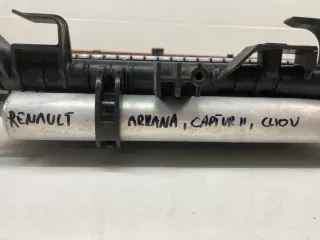 RENAULT ARKANA, CAPTUR II, CLIO V